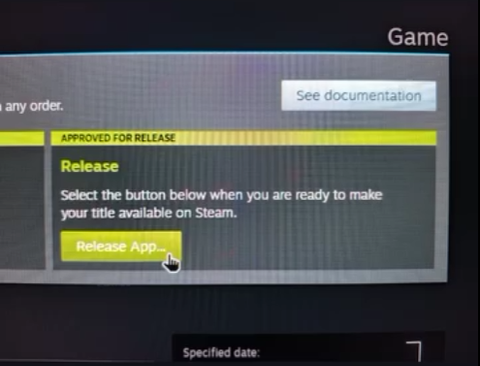 Game
See documentation
any order.
APPROVED FOR RELEASE
Release
Select the button below when you are ready to make
your title available on Steam.
Release App...
Specified date: